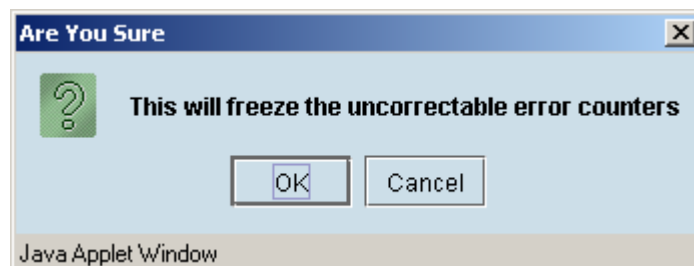 Are You Sure
This will freeze the uncorrectable error counters
OK Cancel
Java Applet Window